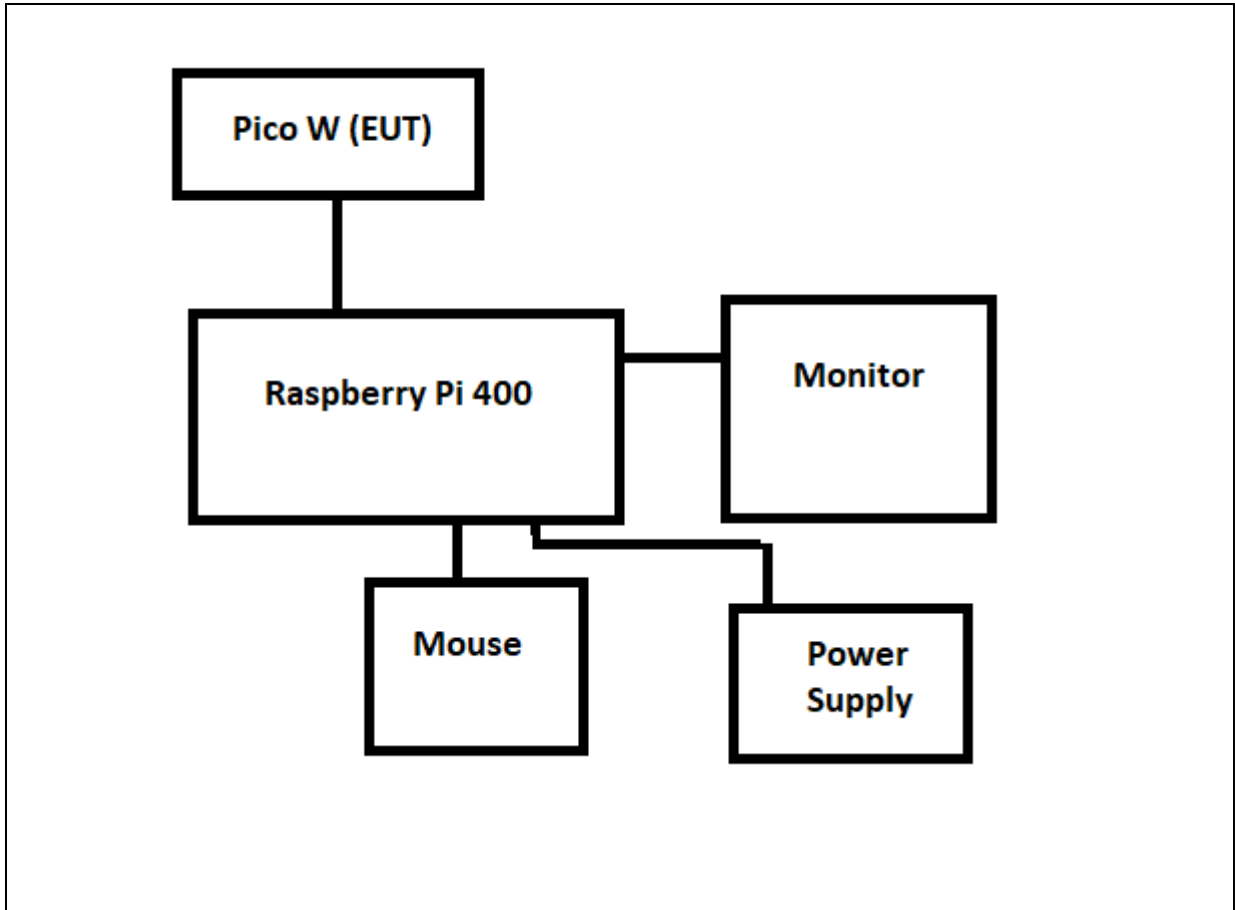 Pico W (EUT)
Raspberry Pi 400
Monitor
Mouse
Power
Supply